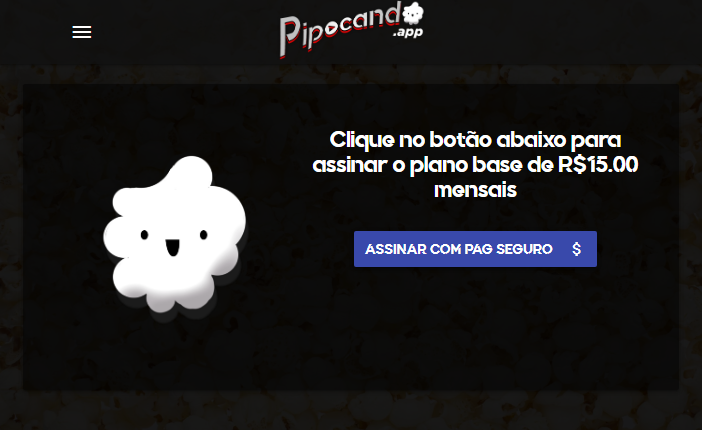 Pipocando
.app
Clique no botão abaixo para
assinar o plano base de R$15.00
mensais
ASSINAR COM PAG SEGURO $